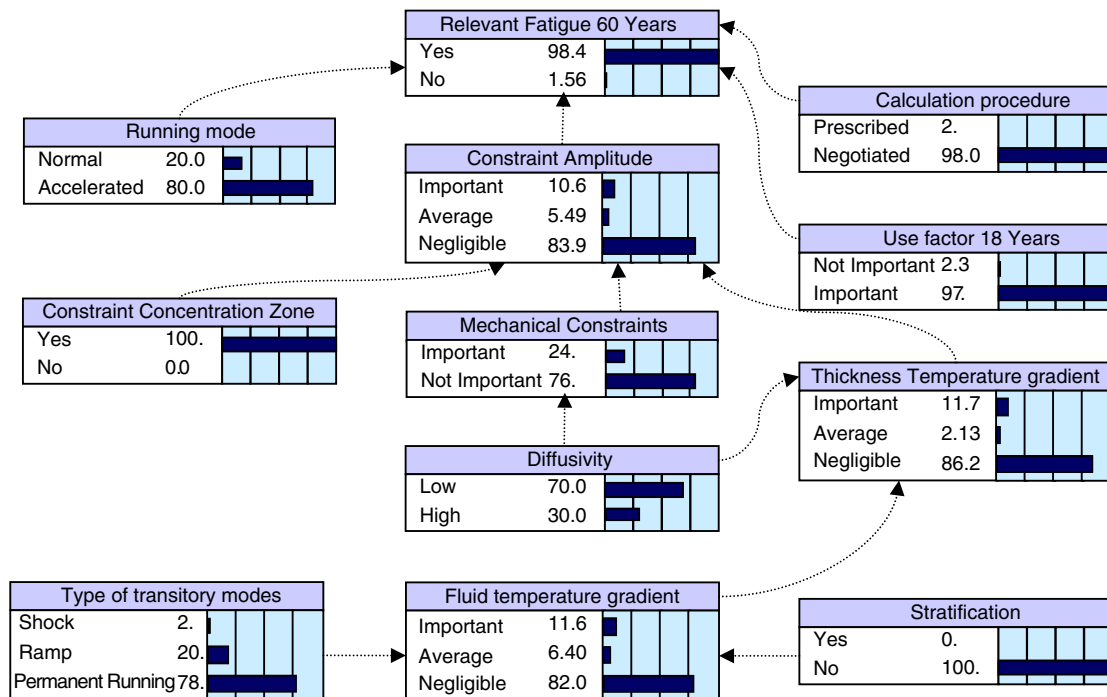 Relevant Fatigue 60 Years
Yes 98.4
No 1.56
Running mode
Normal 20.0
Accelerated 80.0
Calculation procedure
Prescribed 2.
Negotiated 98.0
Constraint Amplitude
Important 10.6
Average 5.49
Negligible 83.9
Use factor 18 Years
Not Important 2.3
Important 97.
Constraint Concentration Zone
Yes 100.
No 0.0
Mechanical Constraints
Important 24.
Not Important 76.
Thickness Temperature gradient
Important 11.7
Average 2.13
Negligible 86.2
Diffusivity
Low 70.0
High 30.0
Type of transitory modes
Shock 2.
Ramp 20.
Permanent Running 78.
Fluid temperature gradient
Important 11.6
Average 6.40
Negligible 82.0
Stratification
Yes 0.
No 100.